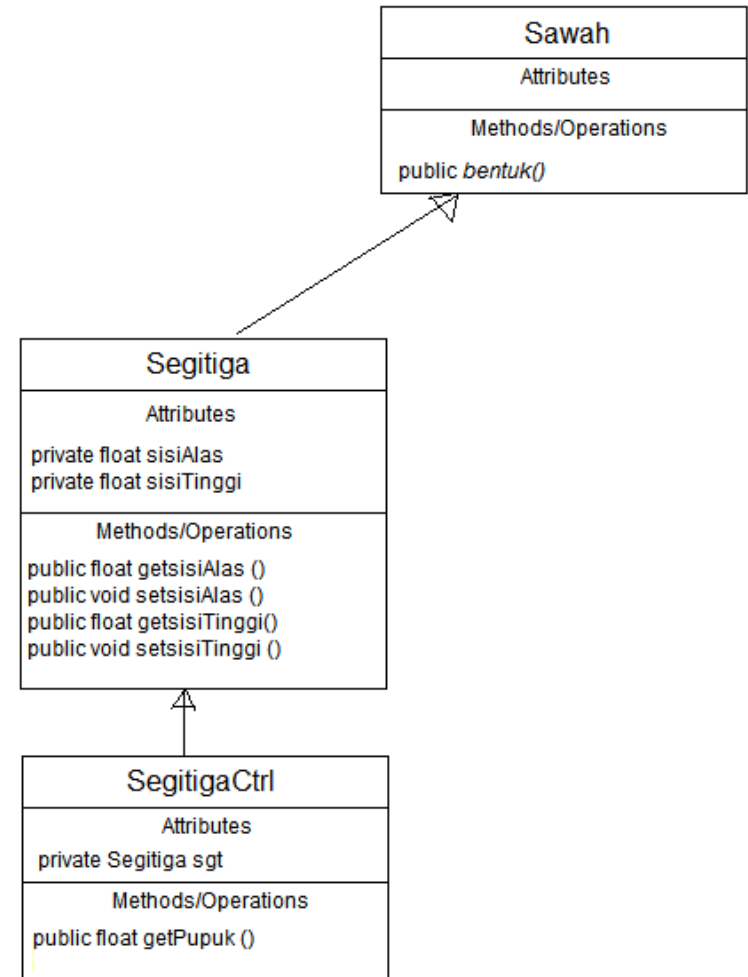 Sawah
Attributes
Methods/Operations
public bentuk()
Segitiga
Attributes
private float sisiAlas
private float sisiTinggi
Methods/Operations
public float getsisiAlas ()
public void setsisiAlas ()
public float getsisiTinggi()
public void setsisiTinggi ()
SegitigaCtrl
Attributes
private Segitiga sgt
Methods/Operations
public float getPupuk ()